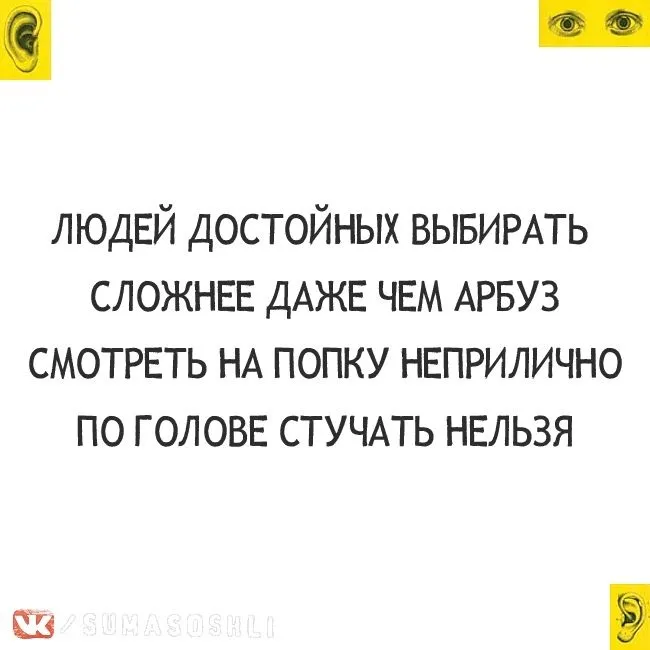 ЛЮДЕЙ ДОСТОЙНЫХ ВЫБИРАТЬ
СЛОЖНЕЕ ДАЖЕ ЧЕМ АРБУЗ
СМОТРЕТЬ НА ПОПКУ НЕПРИЛИЧНО
ПО ГОЛОВЕ СТУЧАТЬ НЕЛЬЗЯ
/SUMASOSHLI